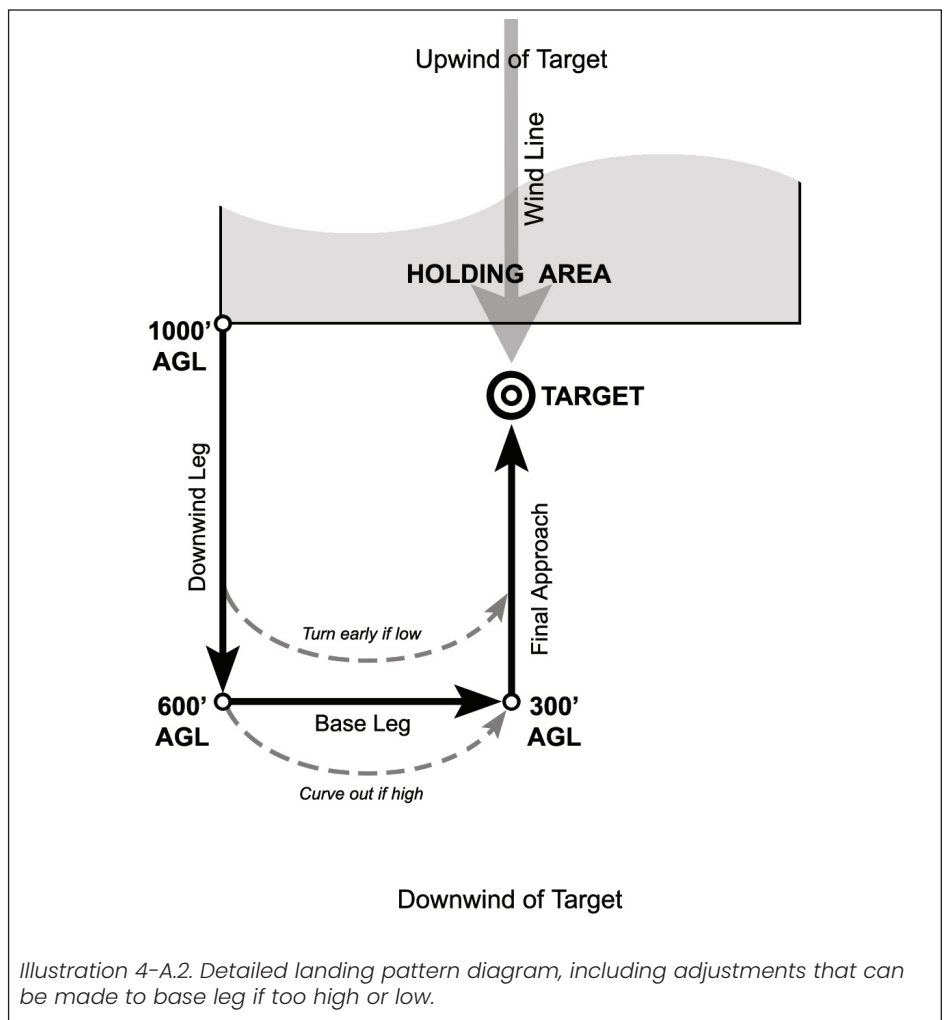 Upwind of Target
Wind Line
HOLDING AREA
1000’
AGL
TARGET
Downwind Leg
Final Approach
Turn early if low
600’
AGL
Base Leg
300’
AGL
Curve out if high
Downwind of Target
Illustration 4-A.2. Detailed landing pattern diagram, including adjustments that can
be made to base leg if too high or low.